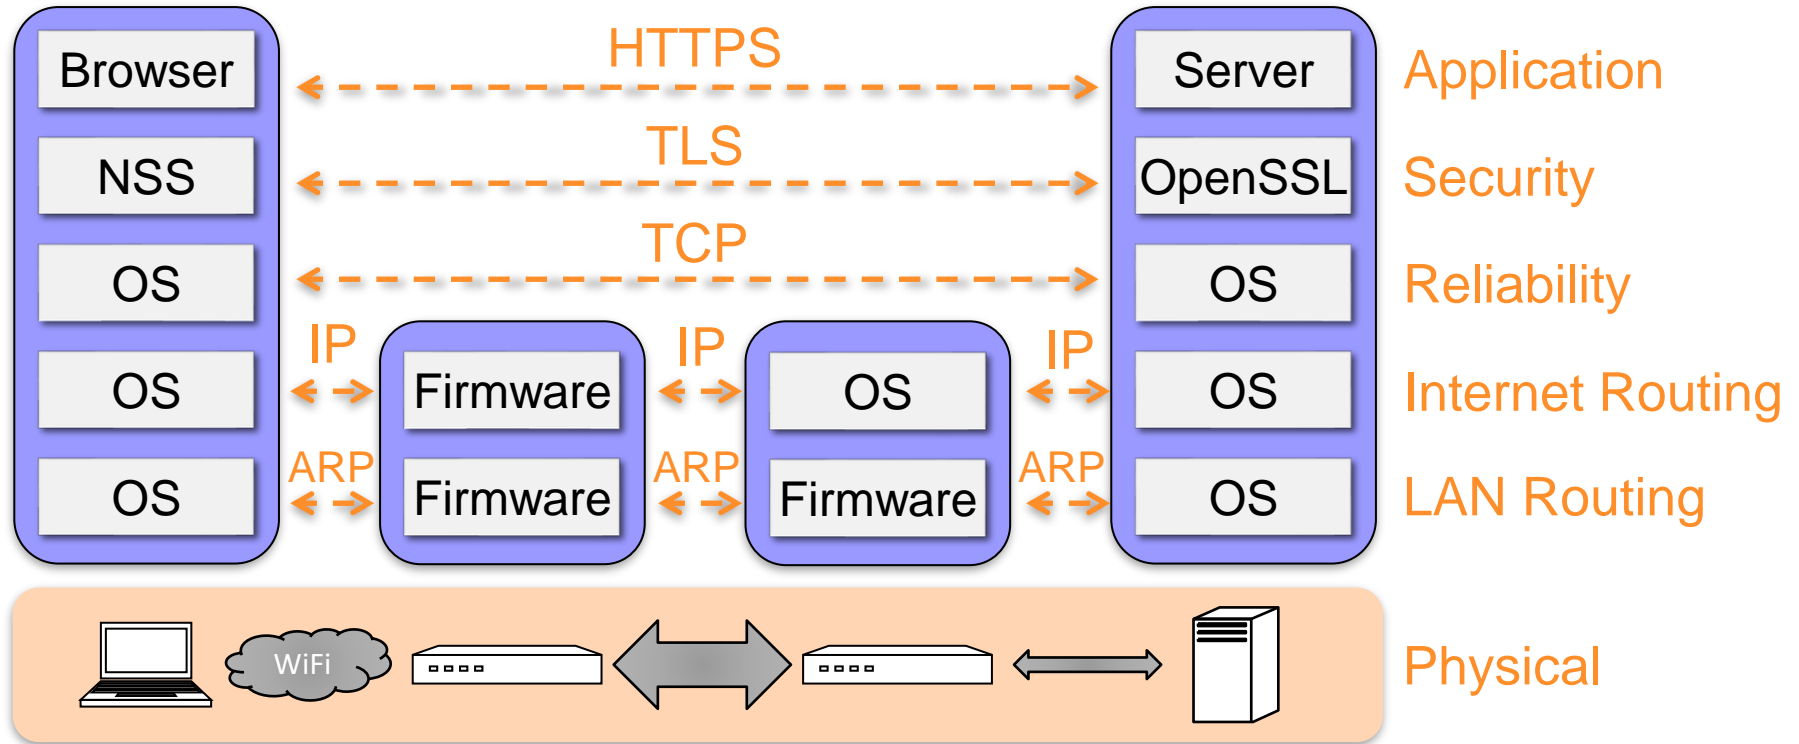 Browser HTTPS Server Application
NSS TLS OpenSSL Security
OS TCP OS Reliability
IP IP IP
OS Firmware OS OS Internet Routing
ARP ARP ARP
OS Firmware Firmware OS LAN Routing
WiFi Physical